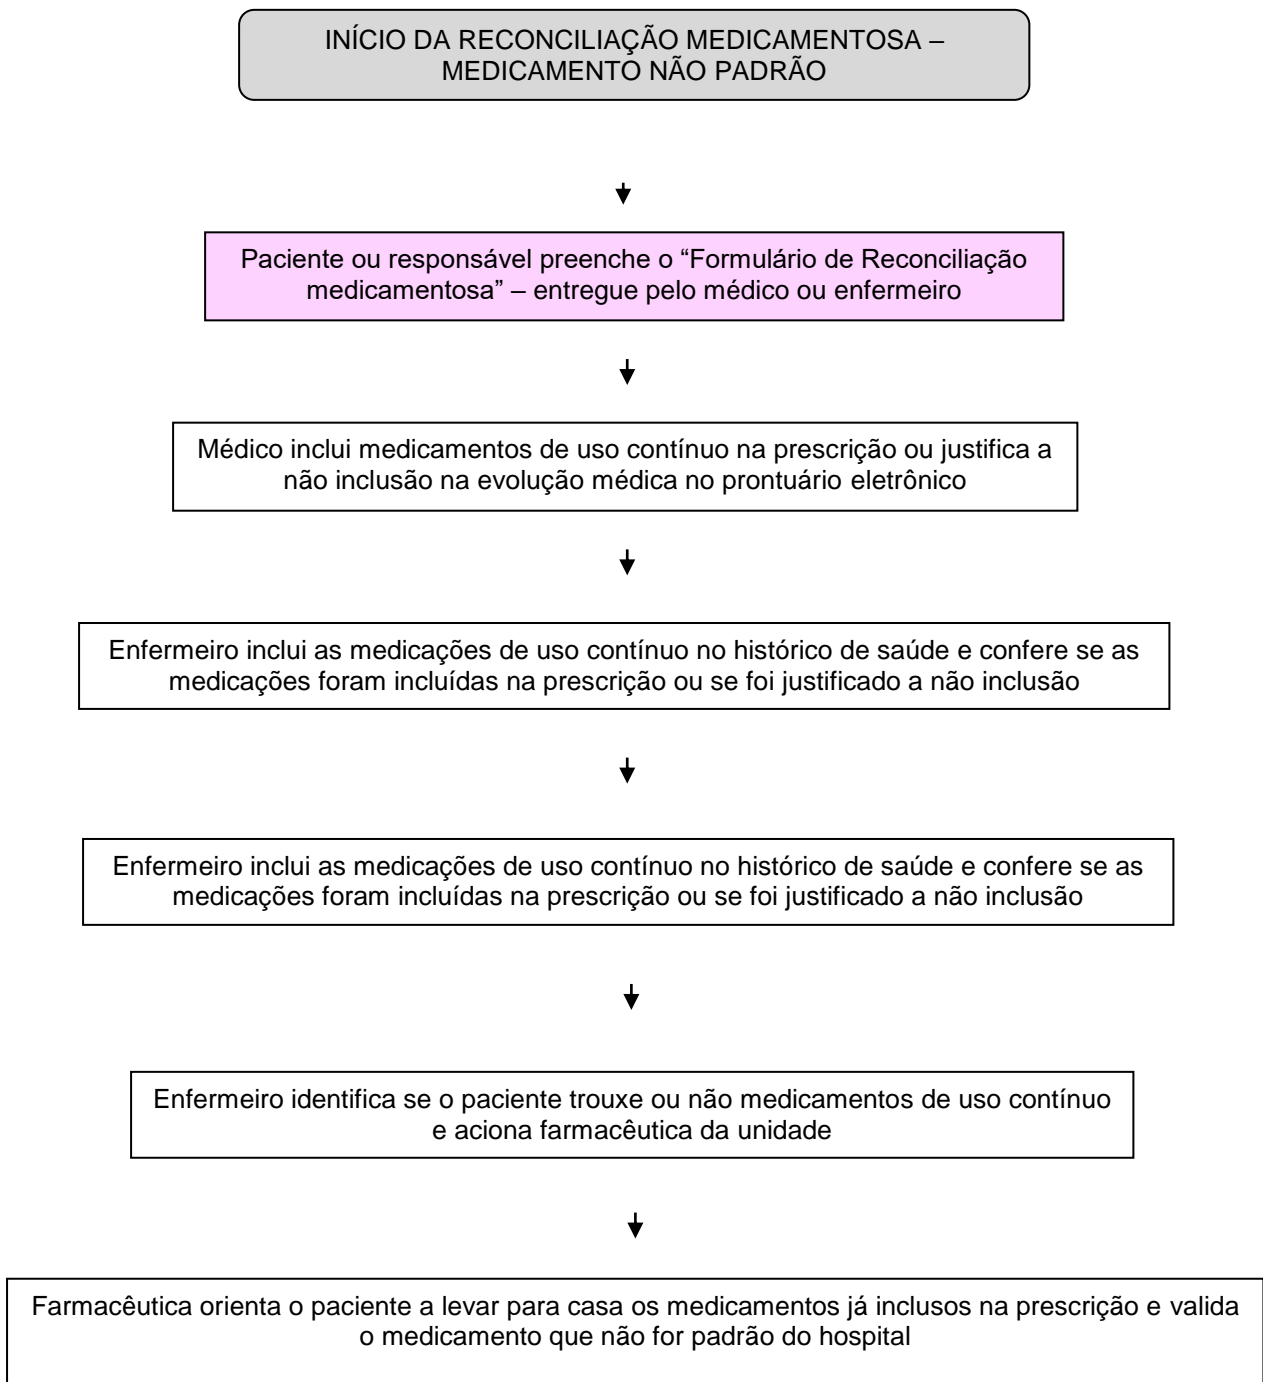 INÍCIO DA RECONCILIAÇÃO MEDICAMENTOSA –
MEDICAMENTO NÃO PADRÃO
Paciente ou responsável preenche o “Formulário de Reconciliação
medicamentosa” – entregue pelo médico ou enfermeiro
Médico inclui medicamentos de uso contínuo na prescrição ou justifica a
não inclusão na evolução médica no prontuário eletrônico
Enfermeiro inclui as medicações de uso contínuo no histórico de saúde e confere se as
medicações foram incluídas na prescrição ou se foi justificado a não inclusão
Enfermeiro inclui as medicações de uso contínuo no histórico de saúde e confere se as
medicações foram incluídas na prescrição ou se foi justificado a não inclusão
Enfermeiro identifica se o paciente trouxe ou não medicamentos de uso contínuo
e aciona farmacêutica da unidade
Farmacêutica orienta o paciente a levar para casa os medicamentos já inclusos na prescrição e valida
o medicamento que não for padrão do hospital